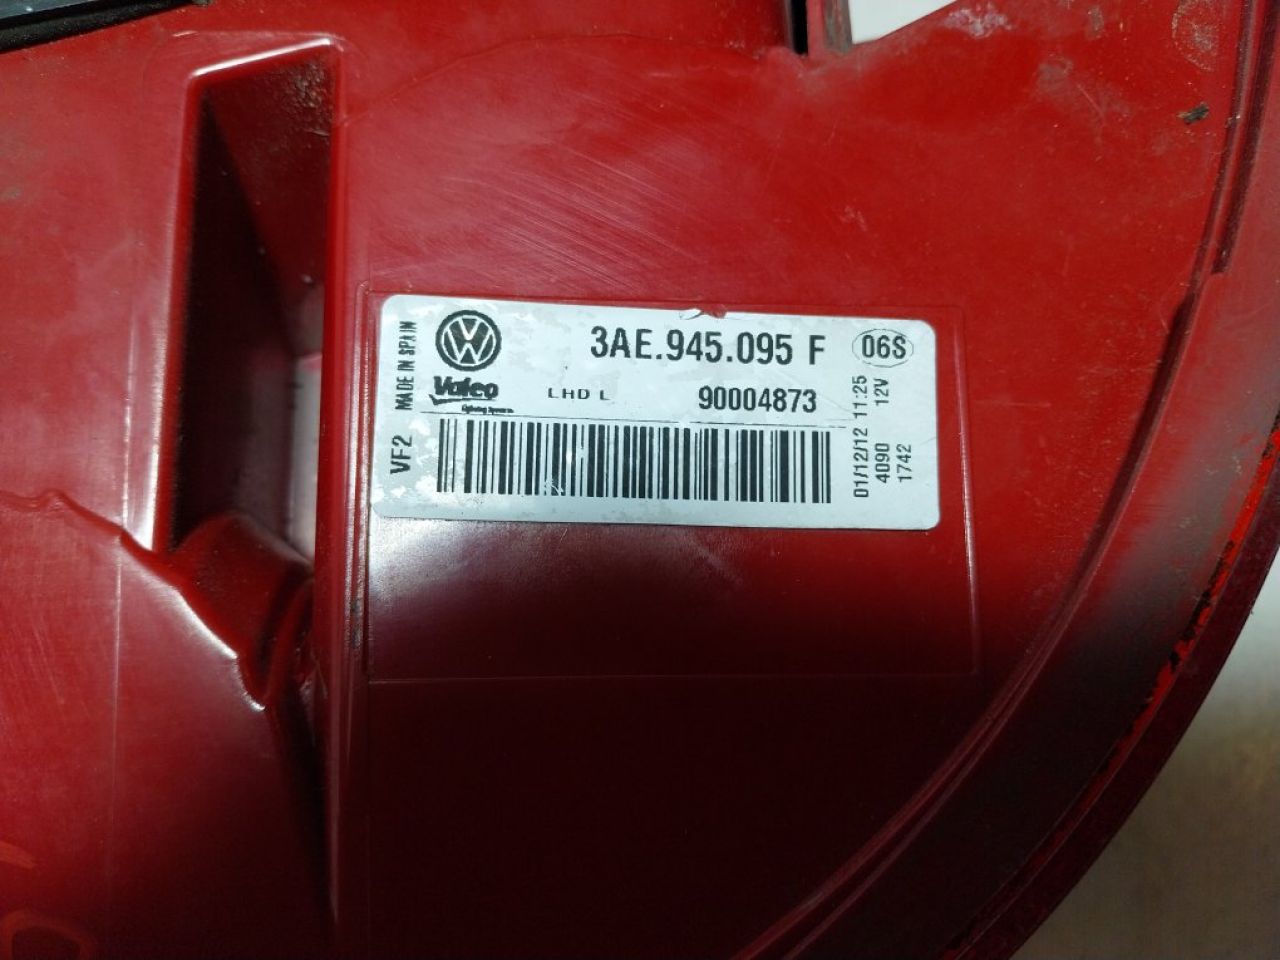 MADE IN SPAIN
VW
3AE.945.095 F
06S
Valeo
LHD L
90004873
VF2
01/12/12 11:25
12V
4090
1742